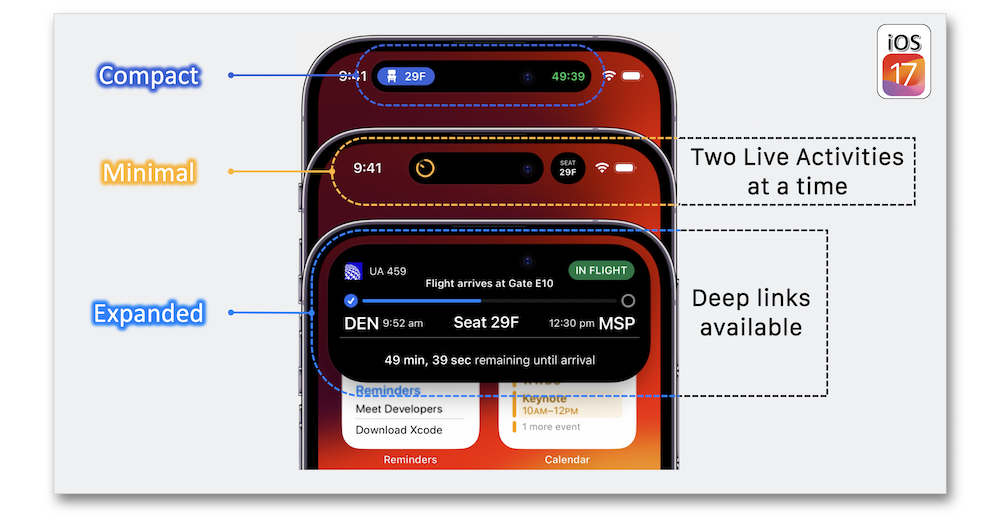 iOS
17
Compact
9:41
29F
49:39
Minimal
9:41
SEAT
29F
Two Live Activities
at a time
Expanded
UA 459
IN FLIGHT
Flight arrives at Gate E10
DEN 9:52 am
Seat 29F
12:30 pm MSP
49 min, 39 sec remaining until arrival
Deep links
available
Reminders
Meet Developers
Download Xcode
Keynote
10AM–12PM
1 more event
Reminders
Calendar